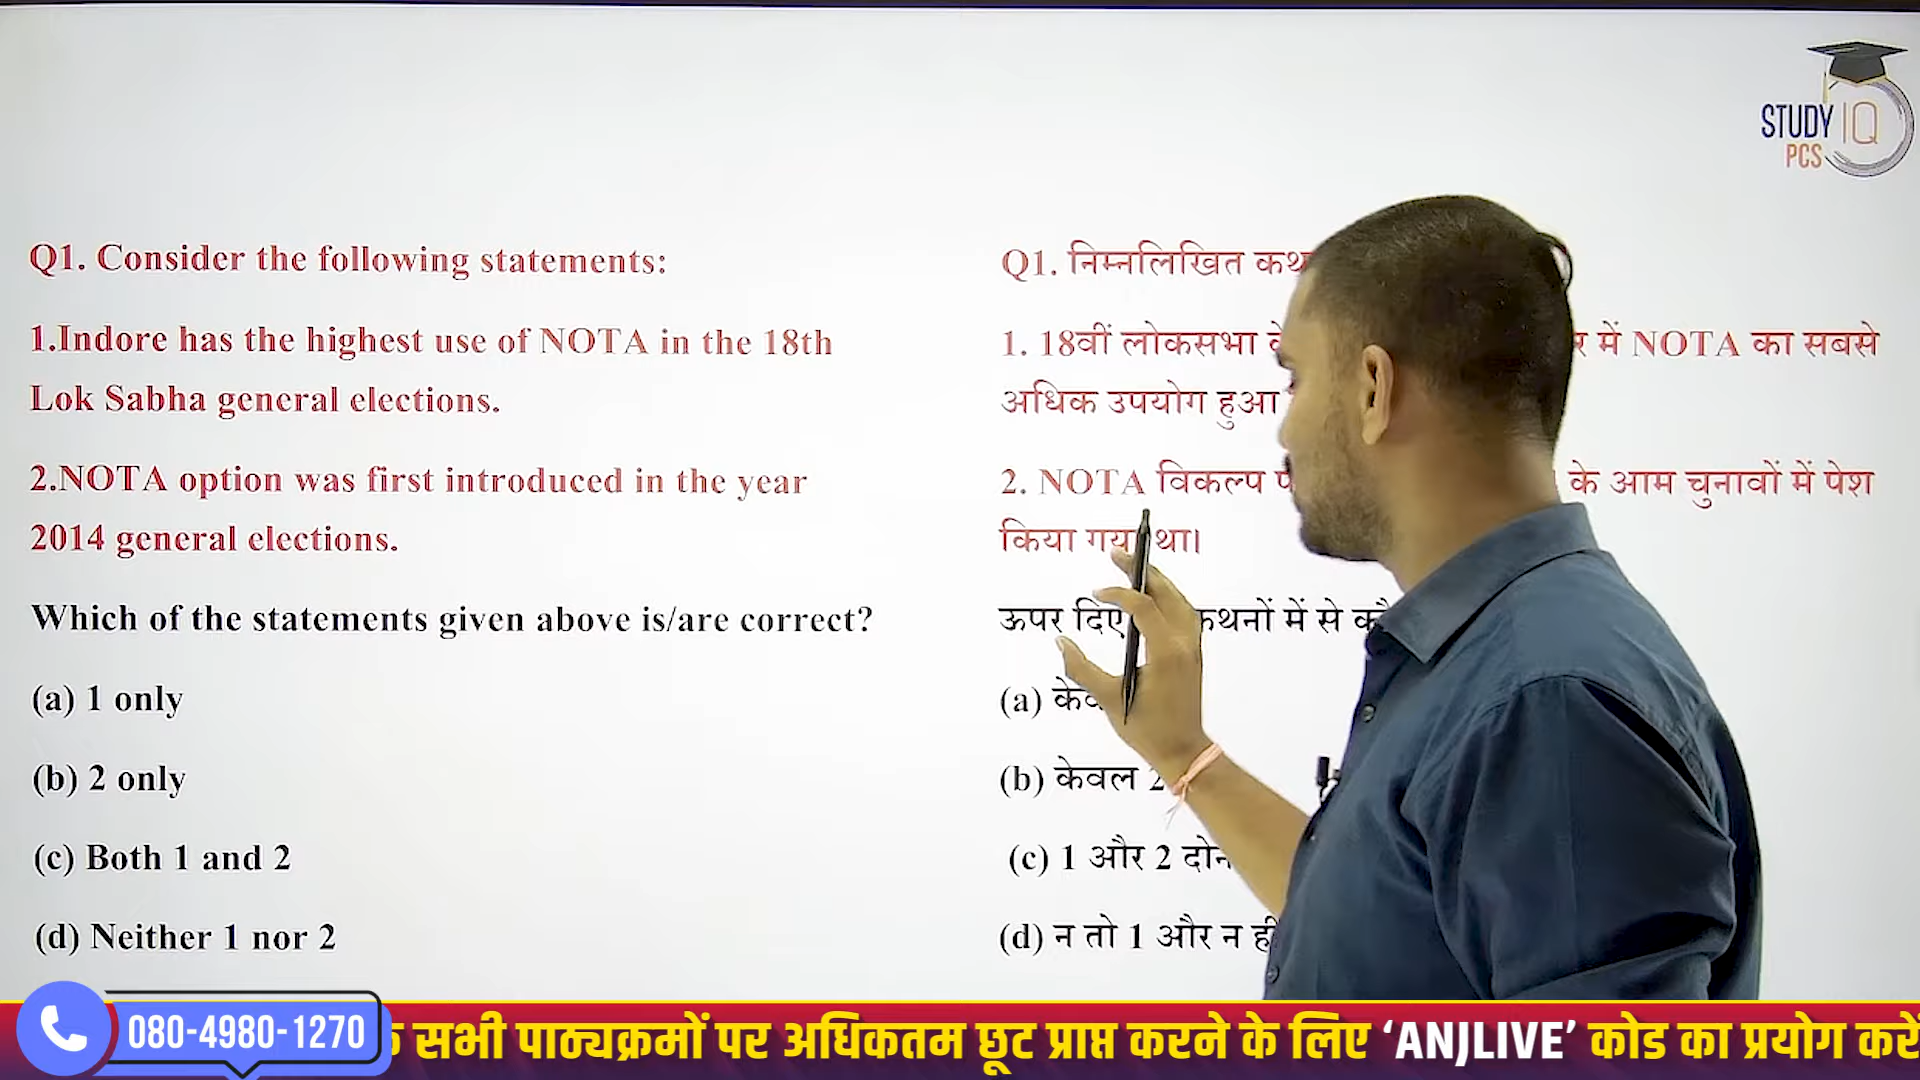 STUDY IQ
PCS
Q1. Consider the following statements:
1.Indore has the highest use of NOTA in the 18th
Lok Sabha general elections.
2.NOTA option was first introduced in the year
2014 general elections.
Which of the statements given above is/are correct?
(a) 1 only
(b) 2 only
(c) Both 1 and 2
(d) Neither 1 nor 2
Q1. निम्नलिखित
1. 18वीं लोकसभा में NOTA का सबसे
अधिक उपयोग हुआ
2. NOTA विकल्प के आम चुनावों में पेश
किया गया था।
ऊपर दिए कथनों में से
(a)
(b) केवल 2
(c) 1 और 2
(d) न तो 1 और न ही
080-4980-1270
सभी पाठ्यक्रमों पर अधिकतम छूट प्राप्त करने के लिए ‘ANJLIVE’ कोड का प्रयोग करें